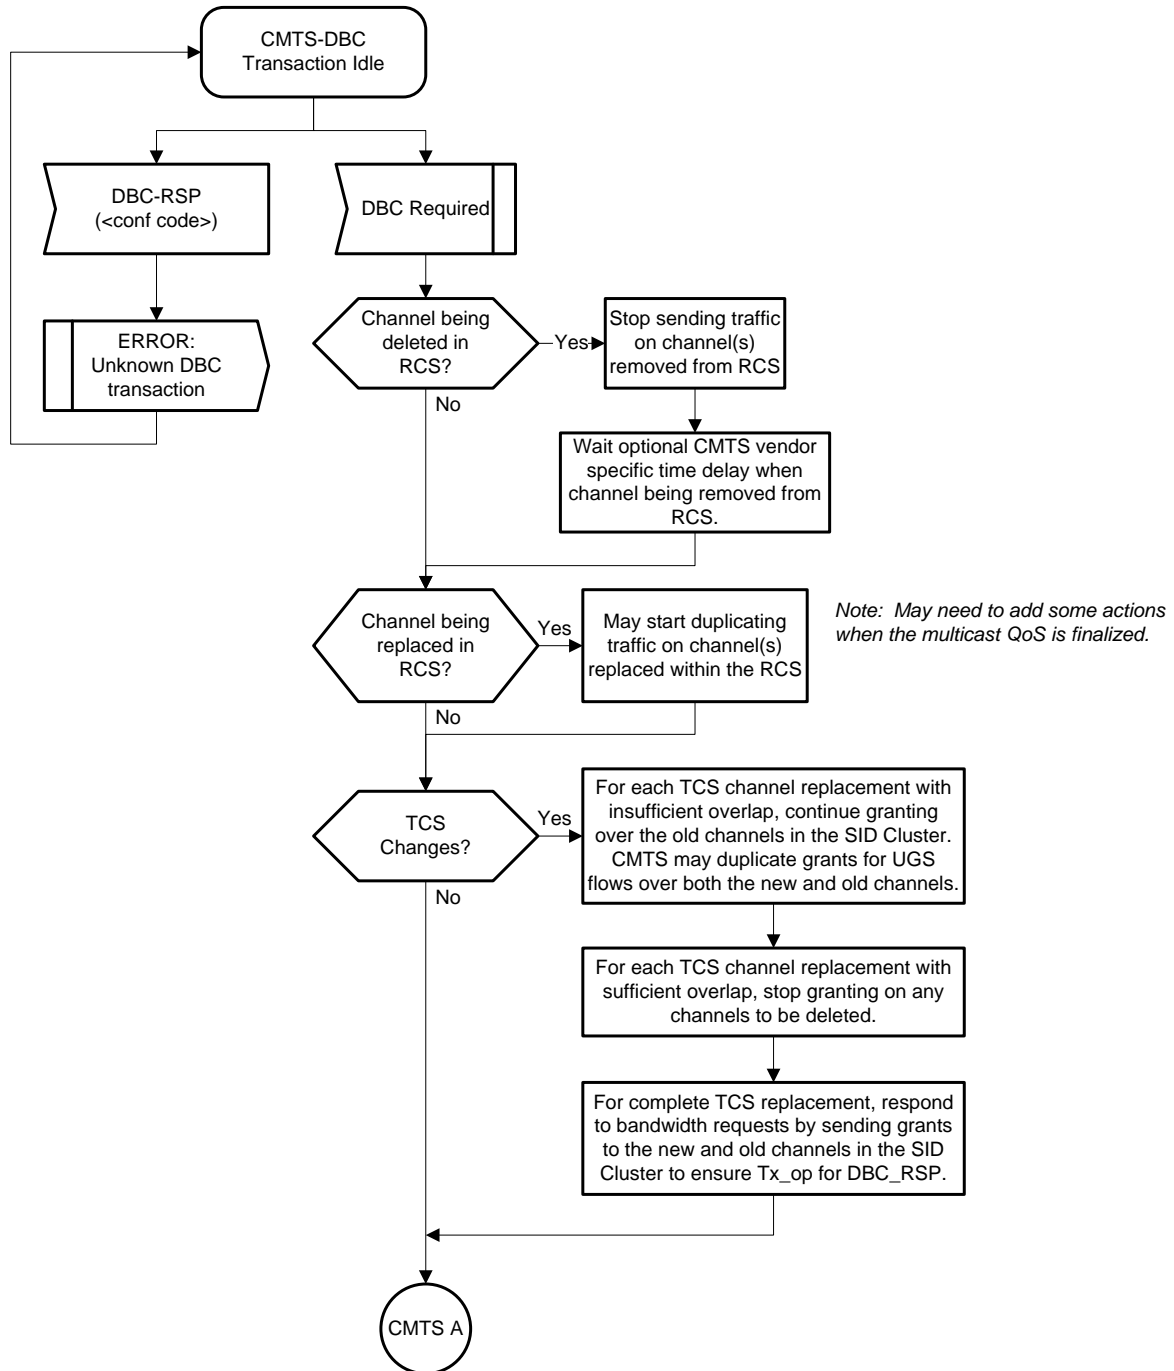 CMTS-DBC
Transaction Idle
DBC-RSP
(<conf code>)
DBC Required
ERROR:
Unknown DBC
transaction
Channel being
deleted in
RCS?
Yes
No
Stop sending traffic
on channel(s)
removed from RCS
Wait optional CMTS vendor
specific time delay when
channel being removed from
RCS.
Channel being
replaced in
RCS?
Yes
No
May start duplicating
traffic on channel(s)
replaced within the RCS
Note:  May need to add some actions
when the multicast QoS is finalized.
TCS
Changes?
Yes
No
For each TCS channel replacement with
insufficient overlap, continue granting
over the old channels in the SID Cluster.
CMTS may duplicate grants for UGS
flows over both the new and old channels.
For each TCS channel replacement with
sufficient overlap, stop granting on any
channels to be deleted.
For complete TCS replacement, respond
to bandwidth requests by sending grants
to the new and old channels in the SID
Cluster to ensure Tx_op for DBC_RSP.
CMTS A